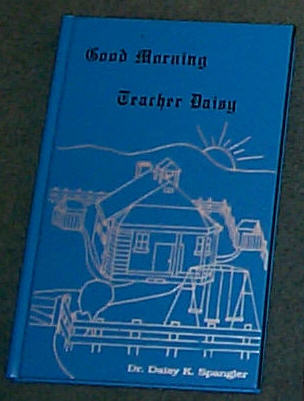 Good Morning
Teacher Daisy
Dr. Daisy K. Spangler